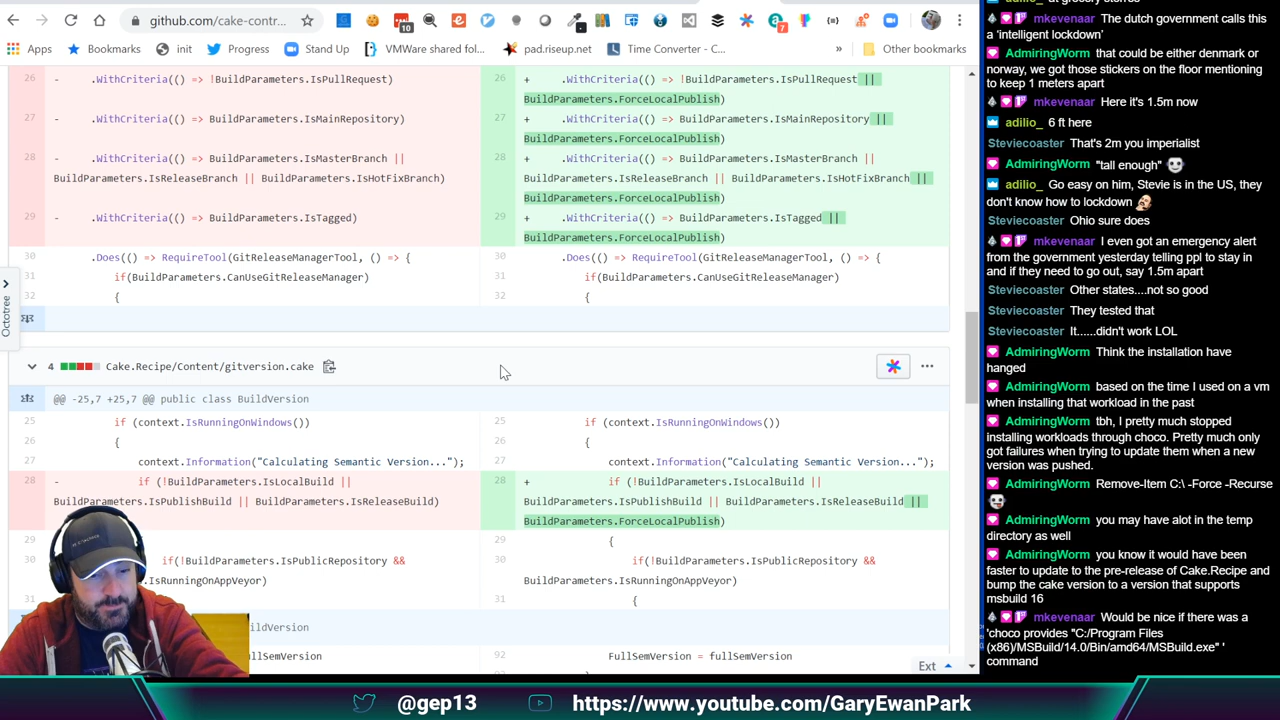 github.com/cake-contr...
10
7
Apps
Bookmarks
init
Progress
Stand Up
VMWare shared fol...
pad.riseup.net
Time Converter - C...
»
Other bookmarks
26 - .WithCriteria(() => !BuildParameters.IsPullRequest)
27 - .WithCriteria(() => BuildParameters.IsMainRepository)
28 - .WithCriteria(() => BuildParameters.IsMasterBranch ||
BuildParameters.IsReleaseBranch || BuildParameters.IsHotFixBranch)
29 - .WithCriteria(() => BuildParameters.IsTagged)
30 .Does(() => RequireTool(GitReleaseManagerTool, () => {
31 if(BuildParameters.CanUseGitReleaseManager)
32 {
26 + .WithCriteria(() => !BuildParameters.IsPullRequest ||
BuildParameters.ForceLocalPublish)
27 + .WithCriteria(() => BuildParameters.IsMainRepository ||
BuildParameters.ForceLocalPublish)
28 + .WithCriteria(() => BuildParameters.IsMasterBranch ||
BuildParameters.IsReleaseBranch || BuildParameters.IsHotFixBranch ||
BuildParameters.ForceLocalPublish)
29 + .WithCriteria(() => BuildParameters.IsTagged ||
BuildParameters.ForceLocalPublish)
30 .Does(() => RequireTool(GitReleaseManagerTool, () => {
31 if(BuildParameters.CanUseGitReleaseManager)
32 {
Octotree
4 Cake.Recipe/Content/gitversion.cake
@@ -25,7 +25,7 @@ public class BuildVersion
25 if (context.IsRunningOnWindows())
26 {
27 context.Information("Calculating Semantic Version...");
28 - if (!BuildParameters.IsLocalBuild ||
BuildParameters.IsPublishBuild || BuildParameters.IsReleaseBuild)
29
30 if(!BuildParameters.IsPublicRepository &&
.IsRunningOnAppVeyor)
31
ildVersion
llSemVersion
25 if (context.IsRunningOnWindows())
26 {
27 context.Information("Calculating Semantic Version...");
28 + if (!BuildParameters.IsLocalBuild ||
BuildParameters.IsPublishBuild || BuildParameters.IsReleaseBuild ||
BuildParameters.ForceLocalPublish)
29 {
30 if(!BuildParameters.IsPublicRepository &&
BuildParameters.IsRunningOnAppVeyor)
31 {
92 FullSemVersion = fullSemVersion
Ext
mkevenaar The dutch government calls this
a 'intelligent lockdown'
AdmiringWorm that could be either denmark or
norway, we got those stickers on the floor mentioning
to keep 1 meters apart
mkevenaar Here it's 1.5m now
adilio_ 6 ft here
Steviecoaster That's 2m you imperialist
AdmiringWorm "tall enough"
adilio_ Go easy on him, Stevie is in the US, they
don't know how to lockdown
Steviecoaster Ohio sure does
mkevenaar I even got an emergency alert
from the government yesterday telling ppl to stay in
and if they need to go out, say 1.5m apart
Steviecoaster Other states....not so good
Steviecoaster They tested that
Steviecoaster It......didn't work LOL
AdmiringWorm Think the installation have
hanged
AdmiringWorm based on the time I used on a vm
when installing that workload in the past
AdmiringWorm tbh, I pretty much stopped
installing workloads through choco. Pretty much only
got failures when trying to update them when a new
version was pushed.
AdmiringWorm Remove-Item C:\ -Force -Recurse
AdmiringWorm you may have alot in the temp
directory as well
AdmiringWorm you know it would have been
faster to update to the pre-release of Cake.Recipe and
bump the cake version to a version that supports
msbuild 16
mkevenaar Would be nice if there was a
'choco provides "C:/Program Files
(x86)/MSBuild/14.0/Bin/amd64/MSBuild.exe" '
command
@gep13
https://www.youtube.com/GaryEwanPark